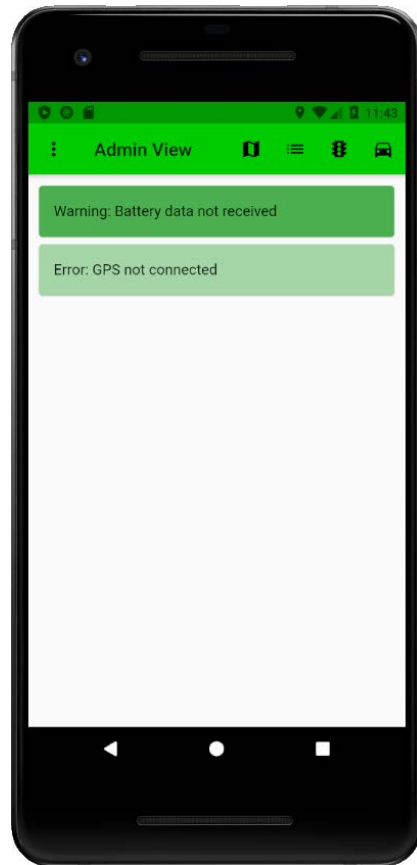 11:43
Admin View
Warning: Battery data not received
Error: GPS not connected